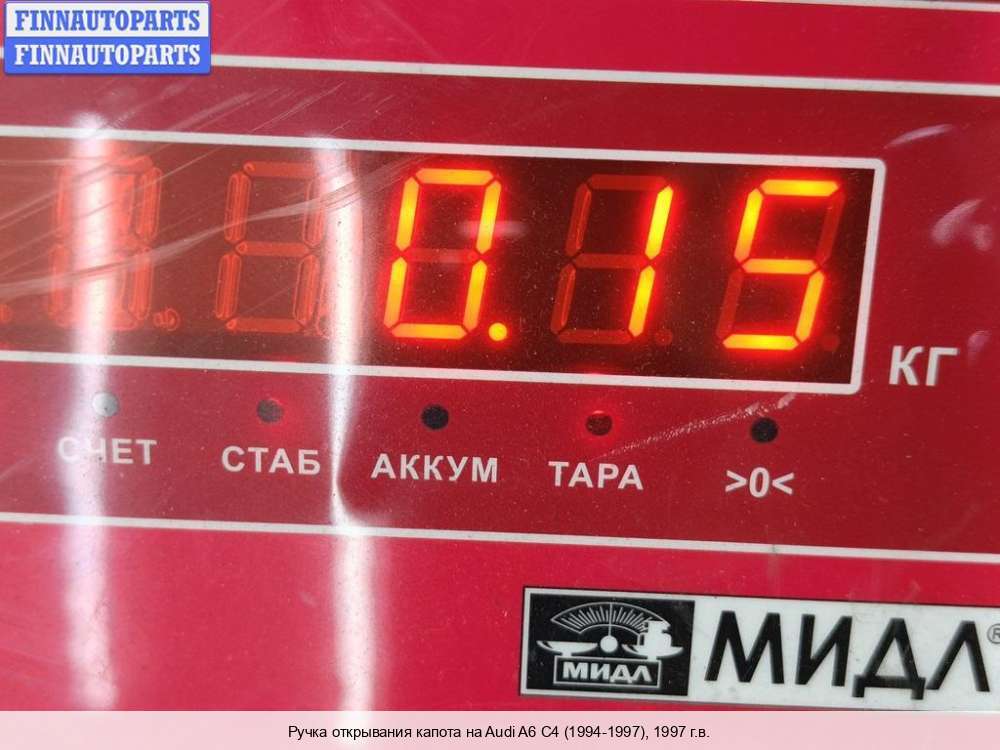 FINNAUTOPARTS
FINNAUTOPARTS
0.15
КГ
СЧЕТ СТАБ АККУМ ТАРА >0<
МИДЛ МИДЛ®
Ручка открывания капота на Audi A6 C4 (1994-1997), 1997 г.в.